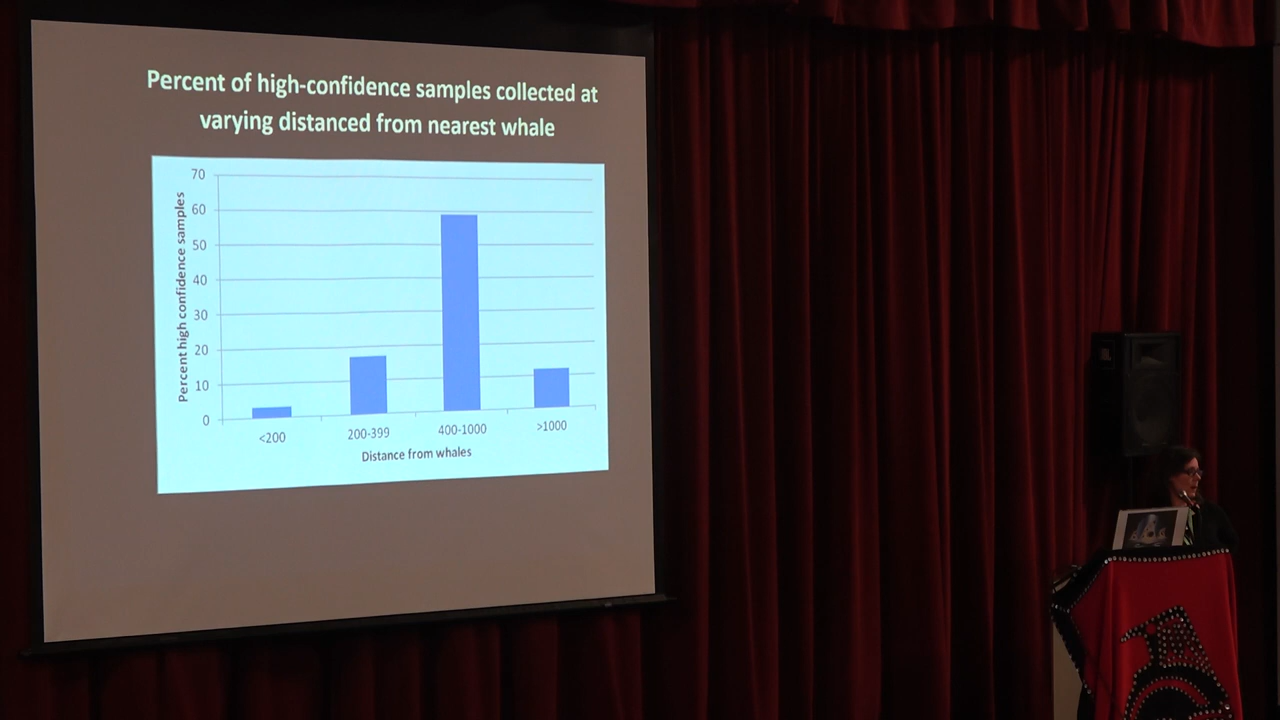 Percent of high-confidence samples collected at
varying distanced from nearest whale
70
60
50
40
30
20
10
0
Percent high confidence samples
<200
200-399
400-1000
>1000
Distance from whales
JBL